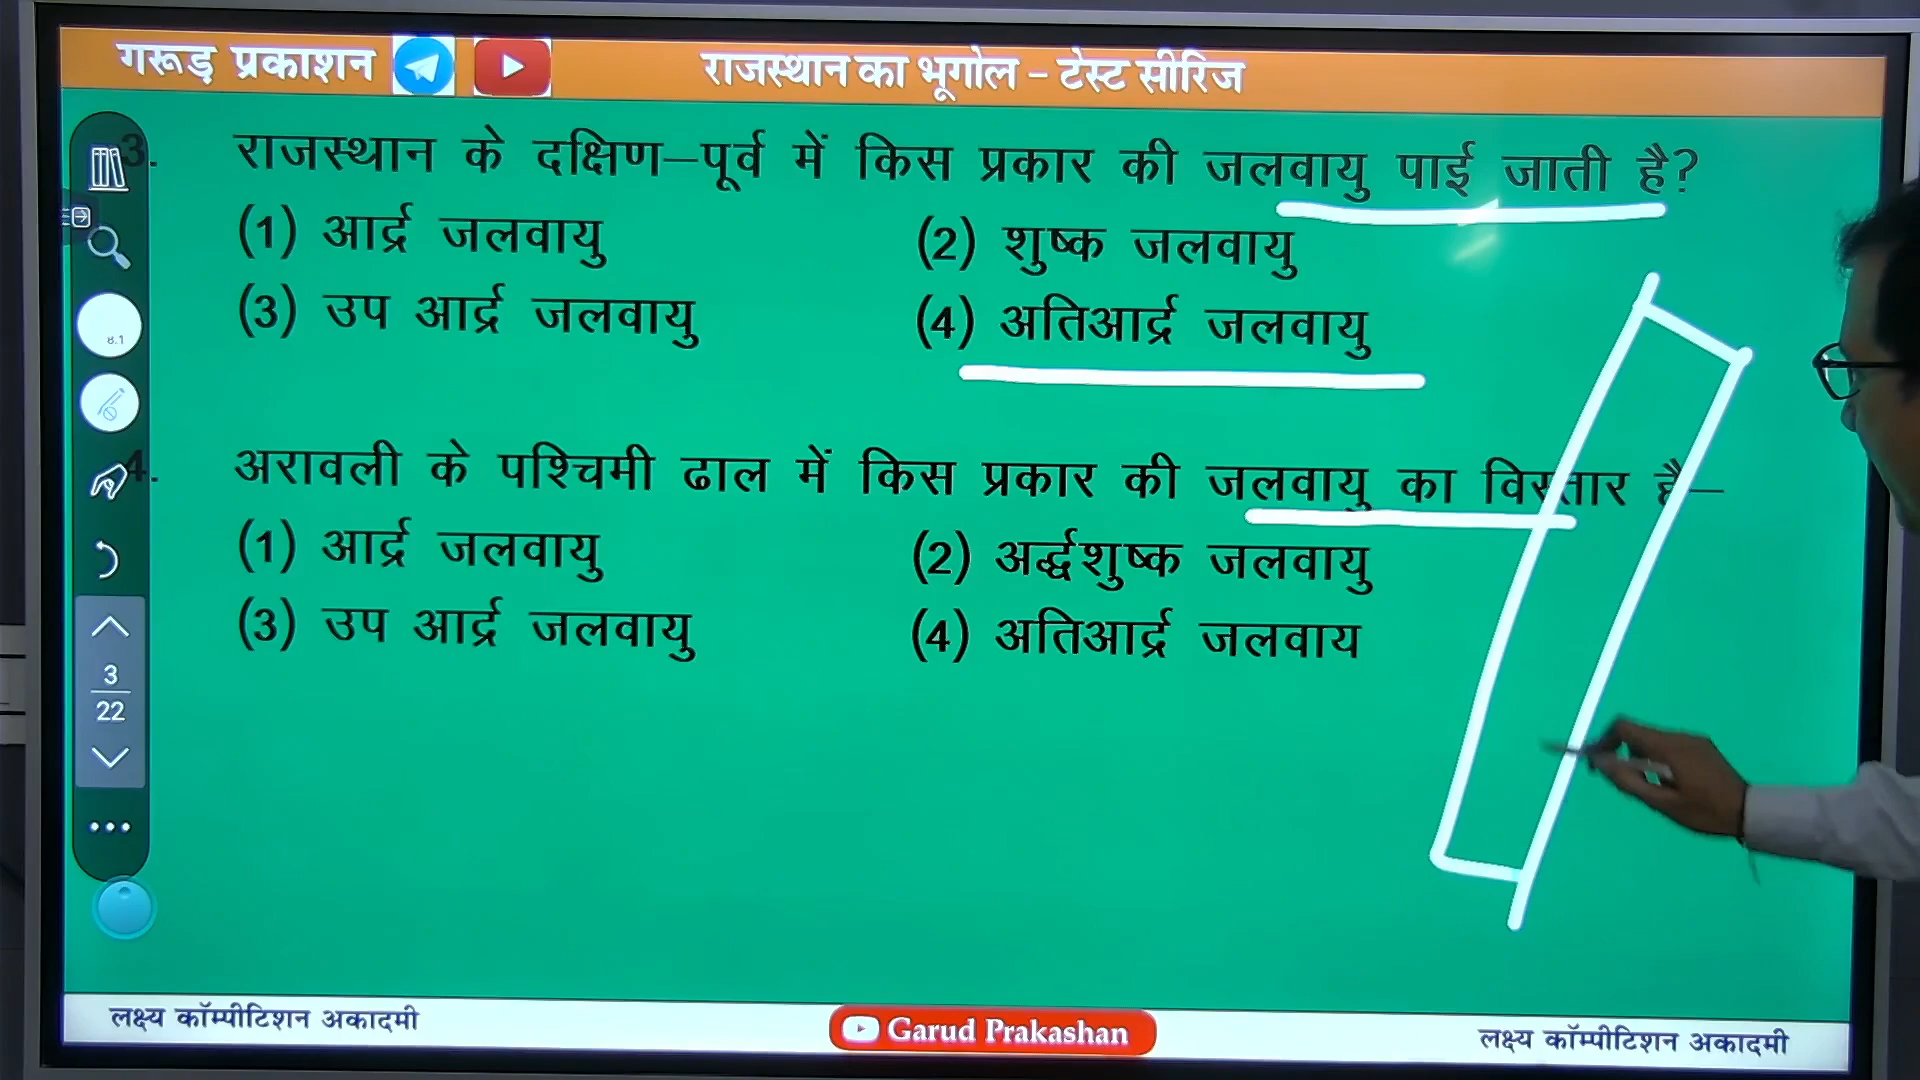 गरूड़ प्रकाशन
राजस्थान का भूगोल – टेस्ट सीरिज
3. राजस्थान के दक्षिण–पूर्व में किस प्रकार की जलवायु पाई जाती है?
(1) आर्द्र जलवायु (2) शुष्क जलवायु
(3) उप आर्द्र जलवायु (4) अतिआर्द्र जलवायु
4. अरावली के पश्चिमी ढाल में किस प्रकार की जलवायु का विस्तार है–
(1) आर्द्र जलवायु (2) अर्द्धशुष्क जलवायु
(3) उप आर्द्र जलवायु (4) अतिआर्द्र जलवाय
3
22
लक्ष्य कॉम्पीटिशन अकादमी
Garud Prakashan
लक्ष्य कॉम्पीटिशन अकादमी